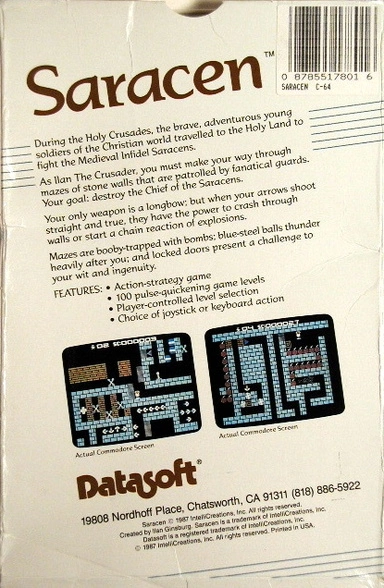 Saracen™
0 8785517801 6
SARACEN C-64
During the Holy Crusades, the brave, adventurous young
soldiers of the Christian world travelled to the Holy Land to
fight the Medieval Infidel Saracens.
As Ilan The Crusader, you must make your way through
mazes of stone walls that are patrolled by fanatical guards.
Your goal: destroy the Chief of the Saracens.
Your only weapon is a longbow; but when your arrows shoot
straight and true, they have the power to crash through
walls or start a chain reaction of explosions.
Mazes are booby-trapped with bombs; blue-steel balls thunder
heavily after you; and locked doors present a challenge to
your wit and ingenuity.
FEATURES: • Action-strategy game
• 100 pulse-quickening game levels
• Player-controlled level selection
• Choice of joystick or keyboard action
Actual Commodore Screen
Actual Commodore Screen
Datasoft®
19808 Nordhoff Place, Chatsworth, CA 91311 (818) 886-5922
Saracen © 1987 IntelliCreations, Inc. All rights reserved.
Created by Ilan Ginsburg. Saracen is a trademark of IntelliCreations, Inc.
Datasoft is a registered trademark of IntelliCreations, Inc.
© 1987 IntelliCreations, Inc. All rights reserved. Printed in USA.